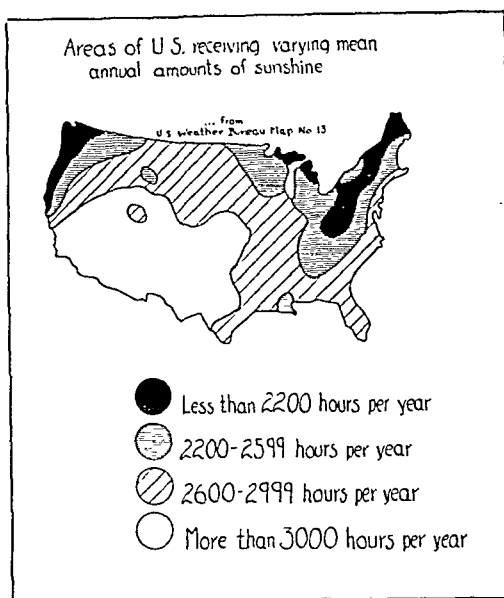 Areas of U.S. receiving varying mean
annual amounts of sunshine
... from
U.S. Weather Bureau Map No 13
Less than 2200 hours per year
2200-2599 hours per year
2600-2999 hours per year
More than 3000 hours per year